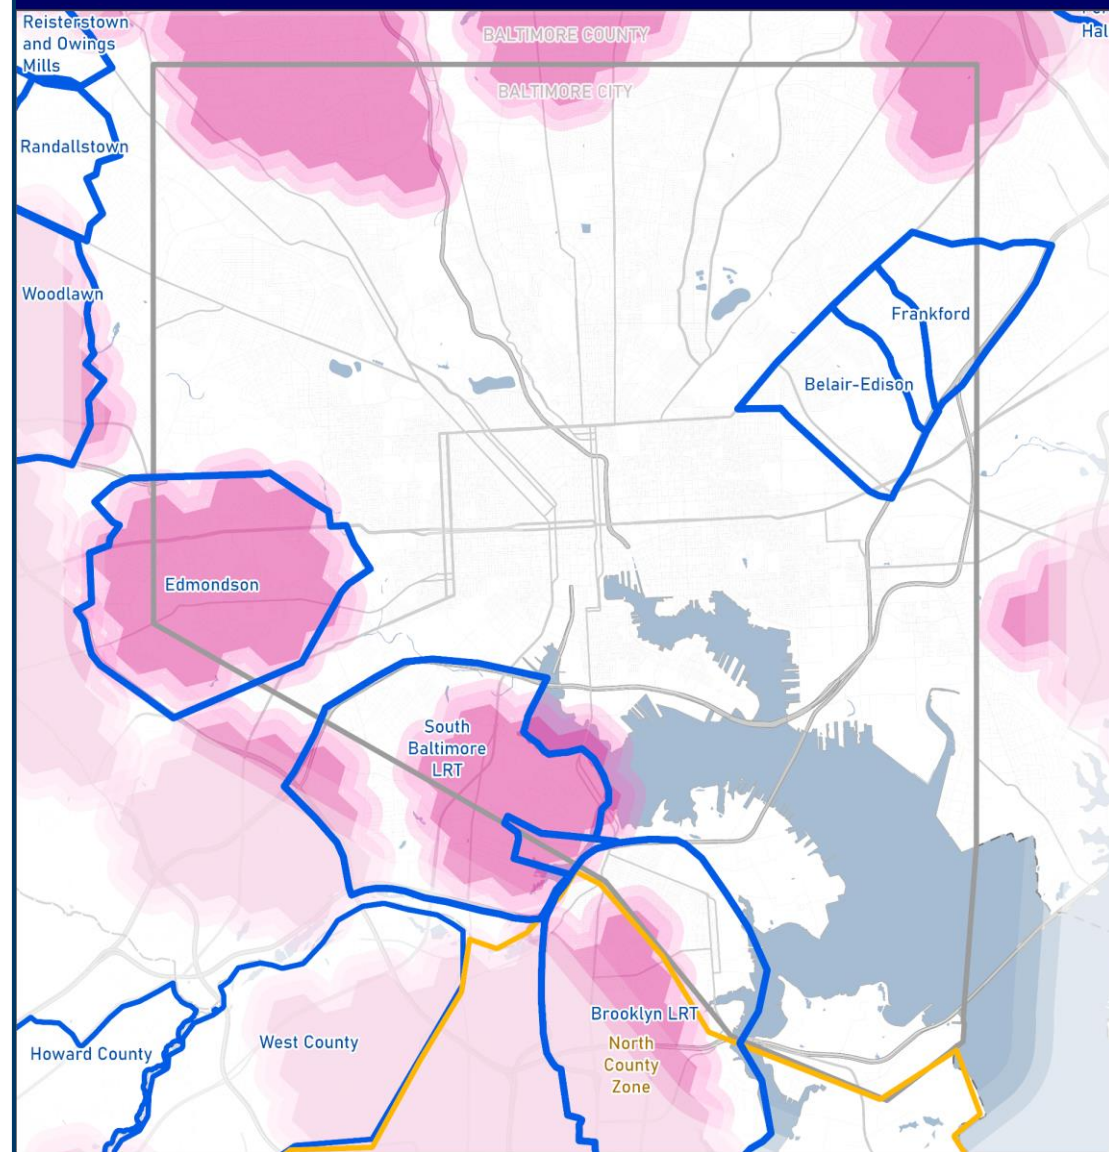 Reisterstown
and Owings
Mills
BALTIMORE COUNTY
Hal
BALTIMORE CITY
Randallstown
Woodlawn
Frankford
Belair-Edison
Edmondson
South
Baltimore
LRT
Brooklyn LRT
West County
North
County
Zone
Howard County